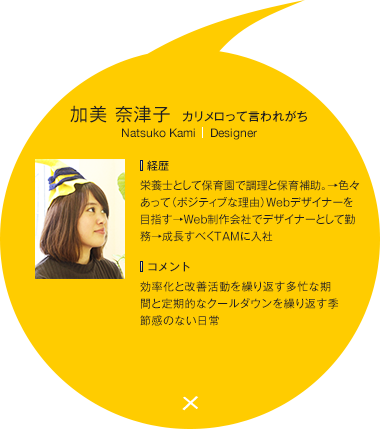 加美 奈津子 カリメロって言われがち
Natsuko Kami | Designer
経歴
栄養士として保育園で調理と保育補助。→色々
あって（ポジティブな理由）Webデザイナーを
目指す→Web制作会社でデザイナーとして勤
務→成長すべくTAMに入社
コメント
効率化と改善活動を繰り返す多忙な期
間と定期的なクールダウンを繰り返す季
節感のない日常